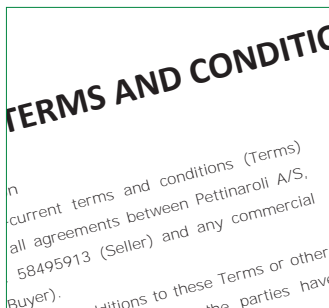 TERMS AND CONDITIO
n
-current terms and conditions (Terms)
all agreements between Pettinaroli A/S,
58495913 (Seller) and any commercial
Buyer).
ditions to these Terms or other
the parties have